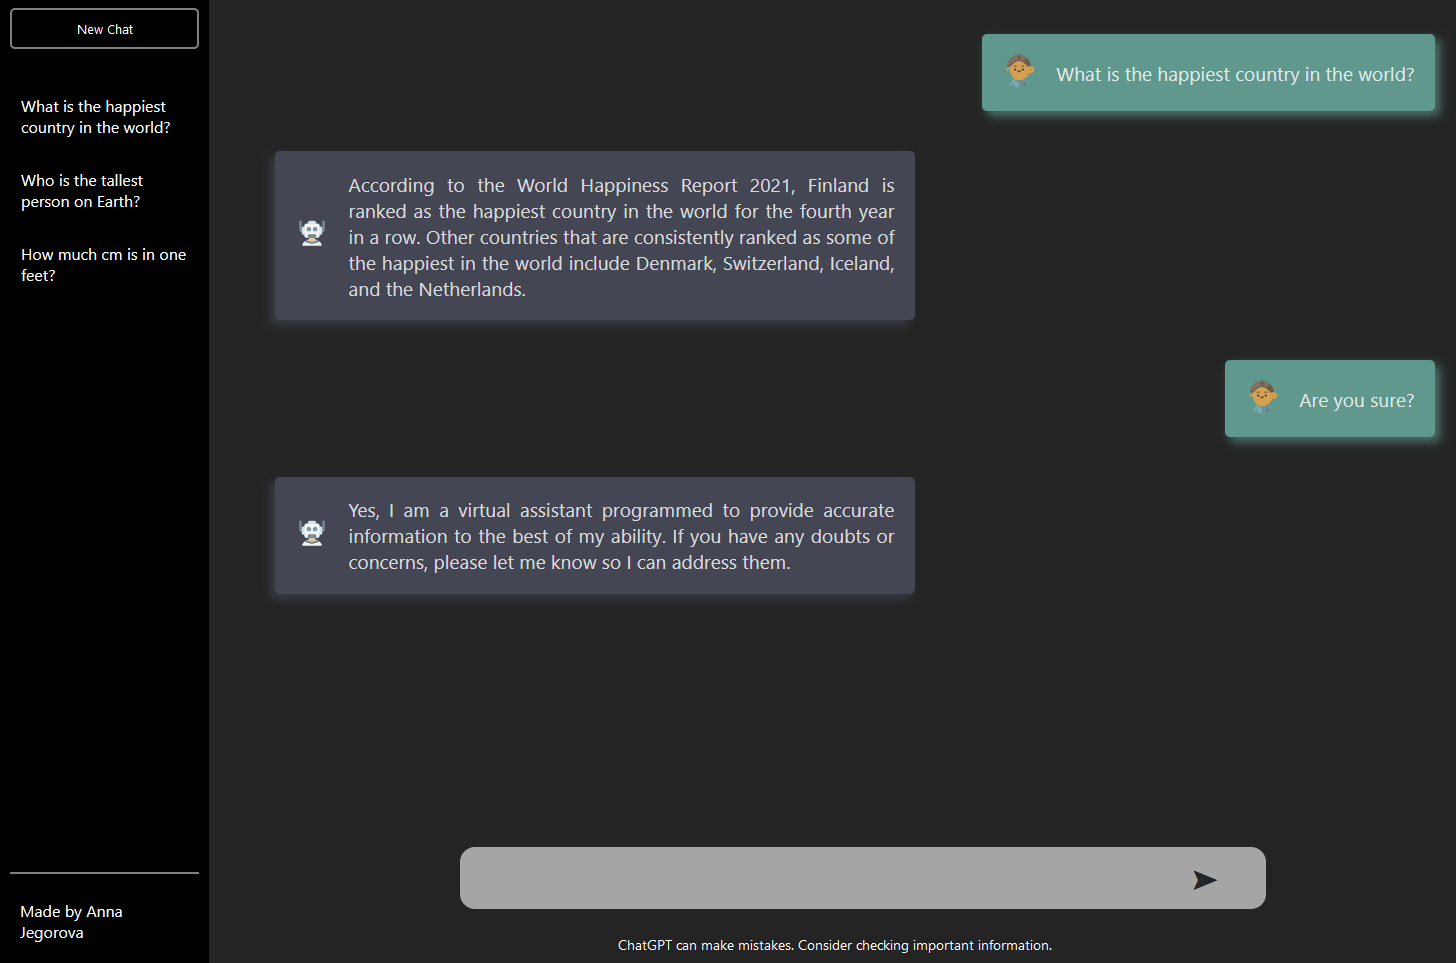 New Chat
What is the happiest
country in the world?
Who is the tallest
person on Earth?
How much cm is in one
feet?
Made by Anna
Jegorova
What is the happiest country in the world?
According to the World Happiness Report 2021, Finland is
ranked as the happiest country in the world for the fourth year
in a row. Other countries that are consistently ranked as some of
the happiest in the world include Denmark, Switzerland, Iceland,
and the Netherlands.
Are you sure?
Yes, I am a virtual assistant programmed to provide accurate
information to the best of my ability. If you have any doubts or
concerns, please let me know so I can address them.
ChatGPT can make mistakes. Consider checking important information.